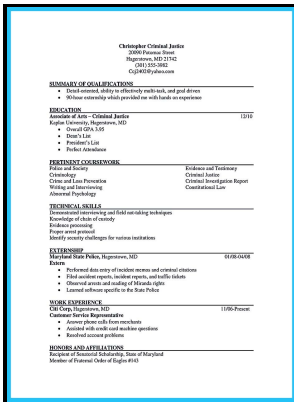 Christopher Criminal Justice
20090 Potomac Street
Hagerstown, MD 21742
(301) 555-3982
Ccj2402@yahoo.com
SUMMARY OF QUALIFICATIONS
• Detail-oriented, ability to effectively multi-task, and goal driven
• 90-hour externship which provided me with hands on experience
EDUCATION
Associate of Arts – Criminal Justice 12/10
Kaplan University, Hagerstown, MD
• Overall GPA 3.95
• Dean's List
• President's List
• Perfect Attendance
PERTINENT COURSEWORK
Police and Society Evidence and Testimony
Criminology Criminal Justice
Crime and Loss Prevention Criminal Investigation Report
Writing and Interviewing Constitutional Law
Abnormal Psychology
TECHNICAL SKILLS
Demonstrated interviewing and field not-taking techniques
Knowledge of chain of custody
Evidence processing
Proper arrest protocol
Identify security challenges for various institutions
EXTERNSHIP
Maryland State Police, Hagerstown, MD 01/08-04/08
Extern
• Performed data entry of incident memos and criminal citations
• Filed accident reports, incident reports, and traffic tickets
• Observed arrests and reading of Miranda rights
• Learned software specific to the State Police
WORK EXPERIENCE
Citi Corp, Hagerstown, MD 11/06-Present
Customer Service Representative
• Answer phone calls from merchants
• Assisted with credit card machine questions
• Resolved account problems
HONORS AND AFFILIATIONS
Recipient of Senatorial Scholarship, State of Maryland
Member of Fraternal Order of Eagles #143